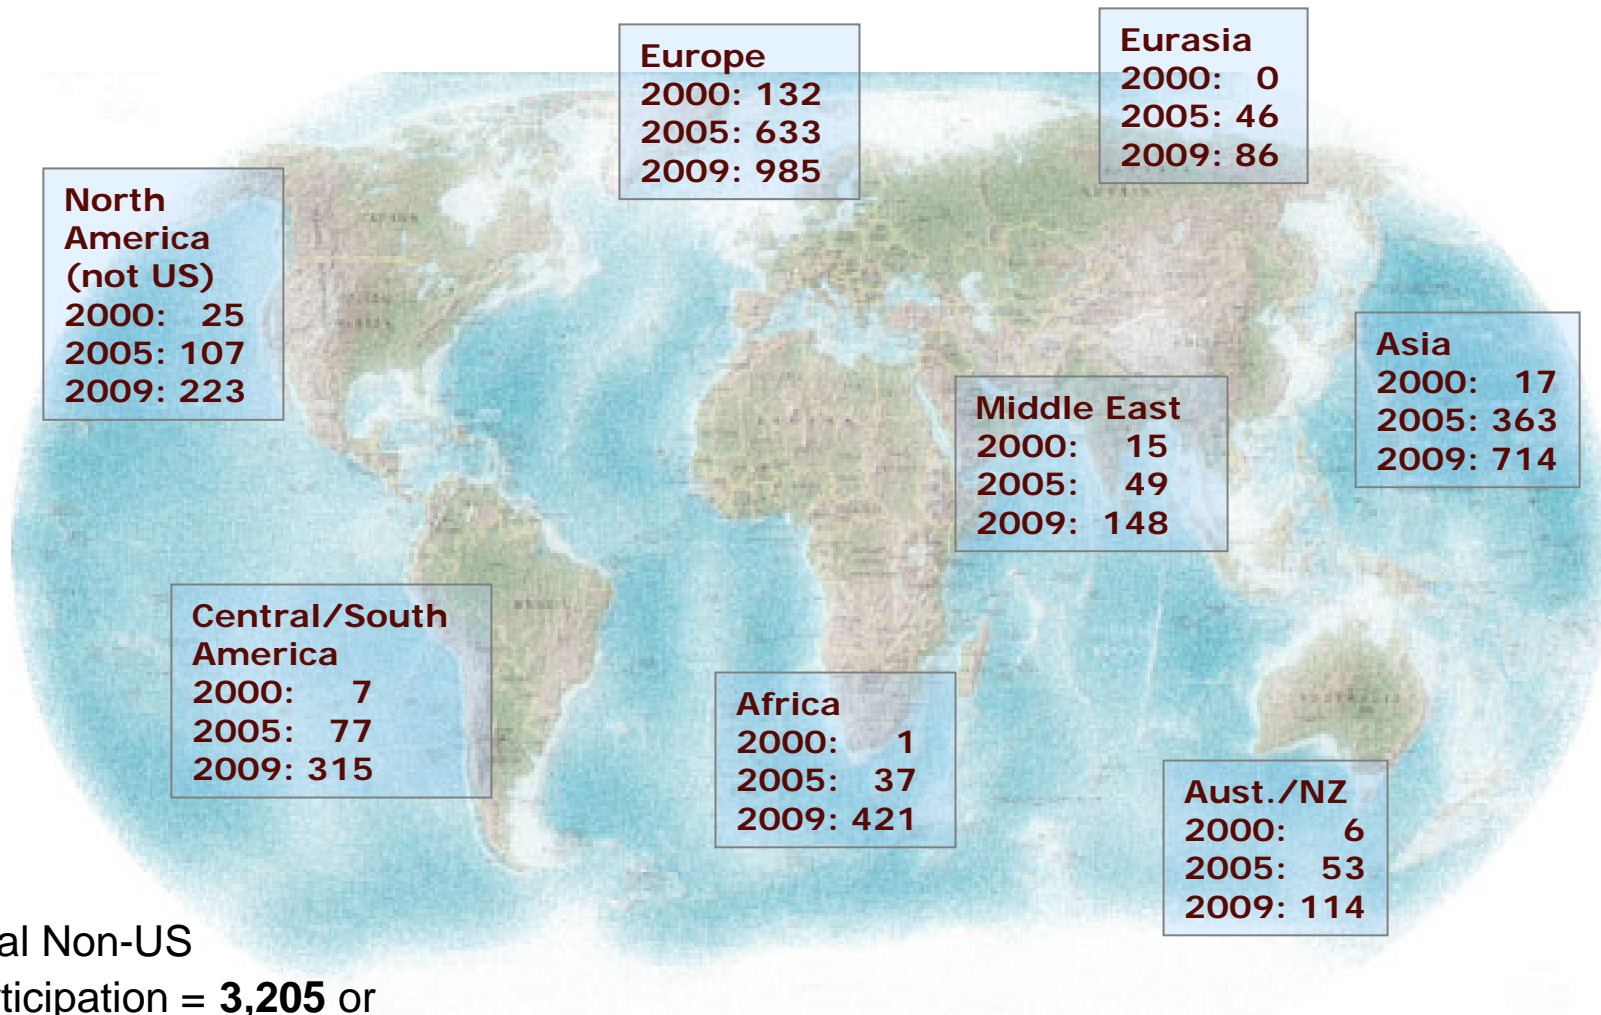 Europe
2000: 132
2005: 633
2009: 985
Eurasia
2000: 0
2005: 46
2009: 86
North
America
(not US)
2000: 25
2005: 107
2009: 223
Asia
2000: 17
2005: 363
2009: 714
Middle East
2000: 15
2005: 49
2009: 148
Central/South
America
2000: 7
2005: 77
2009: 315
Africa
2000: 1
2005: 37
2009: 421
Aust./NZ
2000: 6
2005: 53
2009: 114
al Non-US
rticipation = 3,205 or